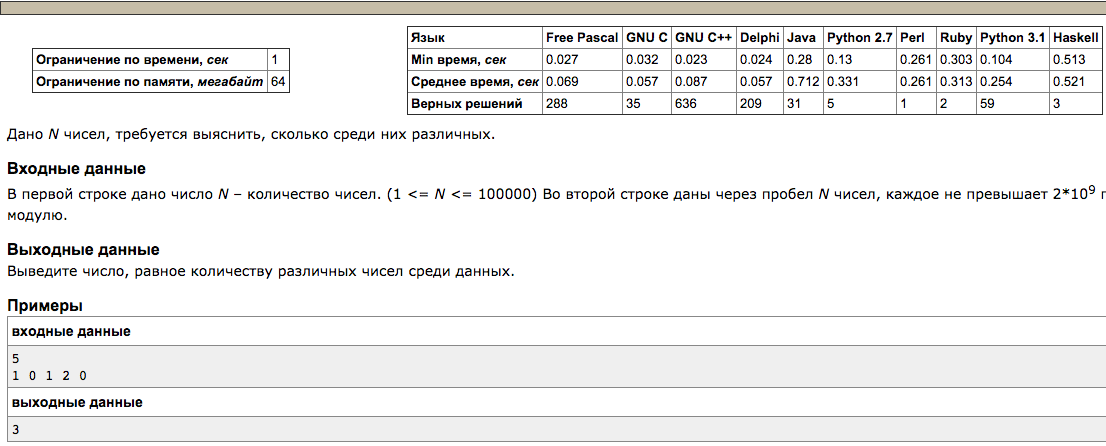 Ограничение по времени, сек 1
Ограничение по памяти, мегабайт 64
Язык Free Pascal GNU C GNU C++ Delphi Java Python 2.7 Perl Ruby Python 3.1 Haskell
Min время, сек 0.027 0.032 0.023 0.024 0.28 0.13 0.261 0.303 0.104 0.513
Среднее время, сек 0.069 0.057 0.087 0.057 0.712 0.331 0.261 0.313 0.254 0.521
Верных решений 288 35 636 209 31 5 1 2 59 3
Дано N чисел, требуется выяснить, сколько среди них различных.
Входные данные
В первой строке дано число N – количество чисел. (1 <= N <= 100000) Во второй строке даны через пробел N чисел, каждое не превышает 2*10⁹
модулю.
Выходные данные
Выведите число, равное количеству различных чисел среди данных.
Примеры
входные данные
5
1 0 1 2 0
выходные данные
3